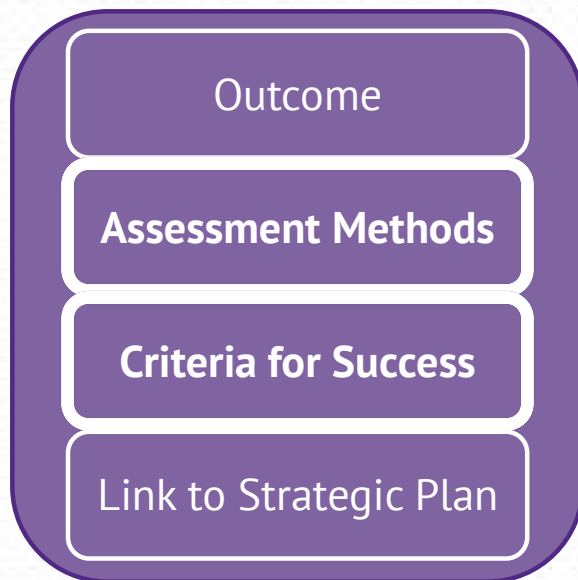 Outcome
Assessment Methods
Criteria for Success
Link to Strategic Plan